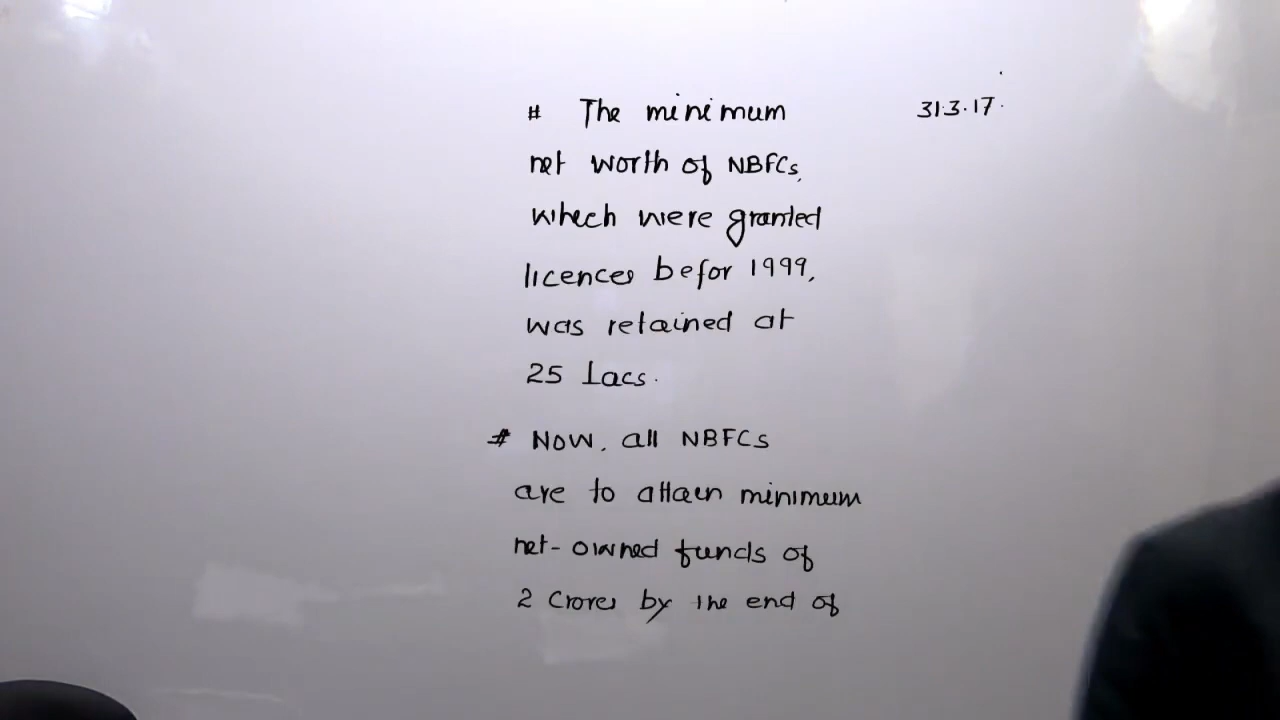 # The minimum
net worth of NBFCs,
which were granted
licences befor 1999,
was retained at
25 Lacs.
# Now, all NBFCs
are to attain minimum
net-owned funds of
2 Crores by the end of
31.3.17.